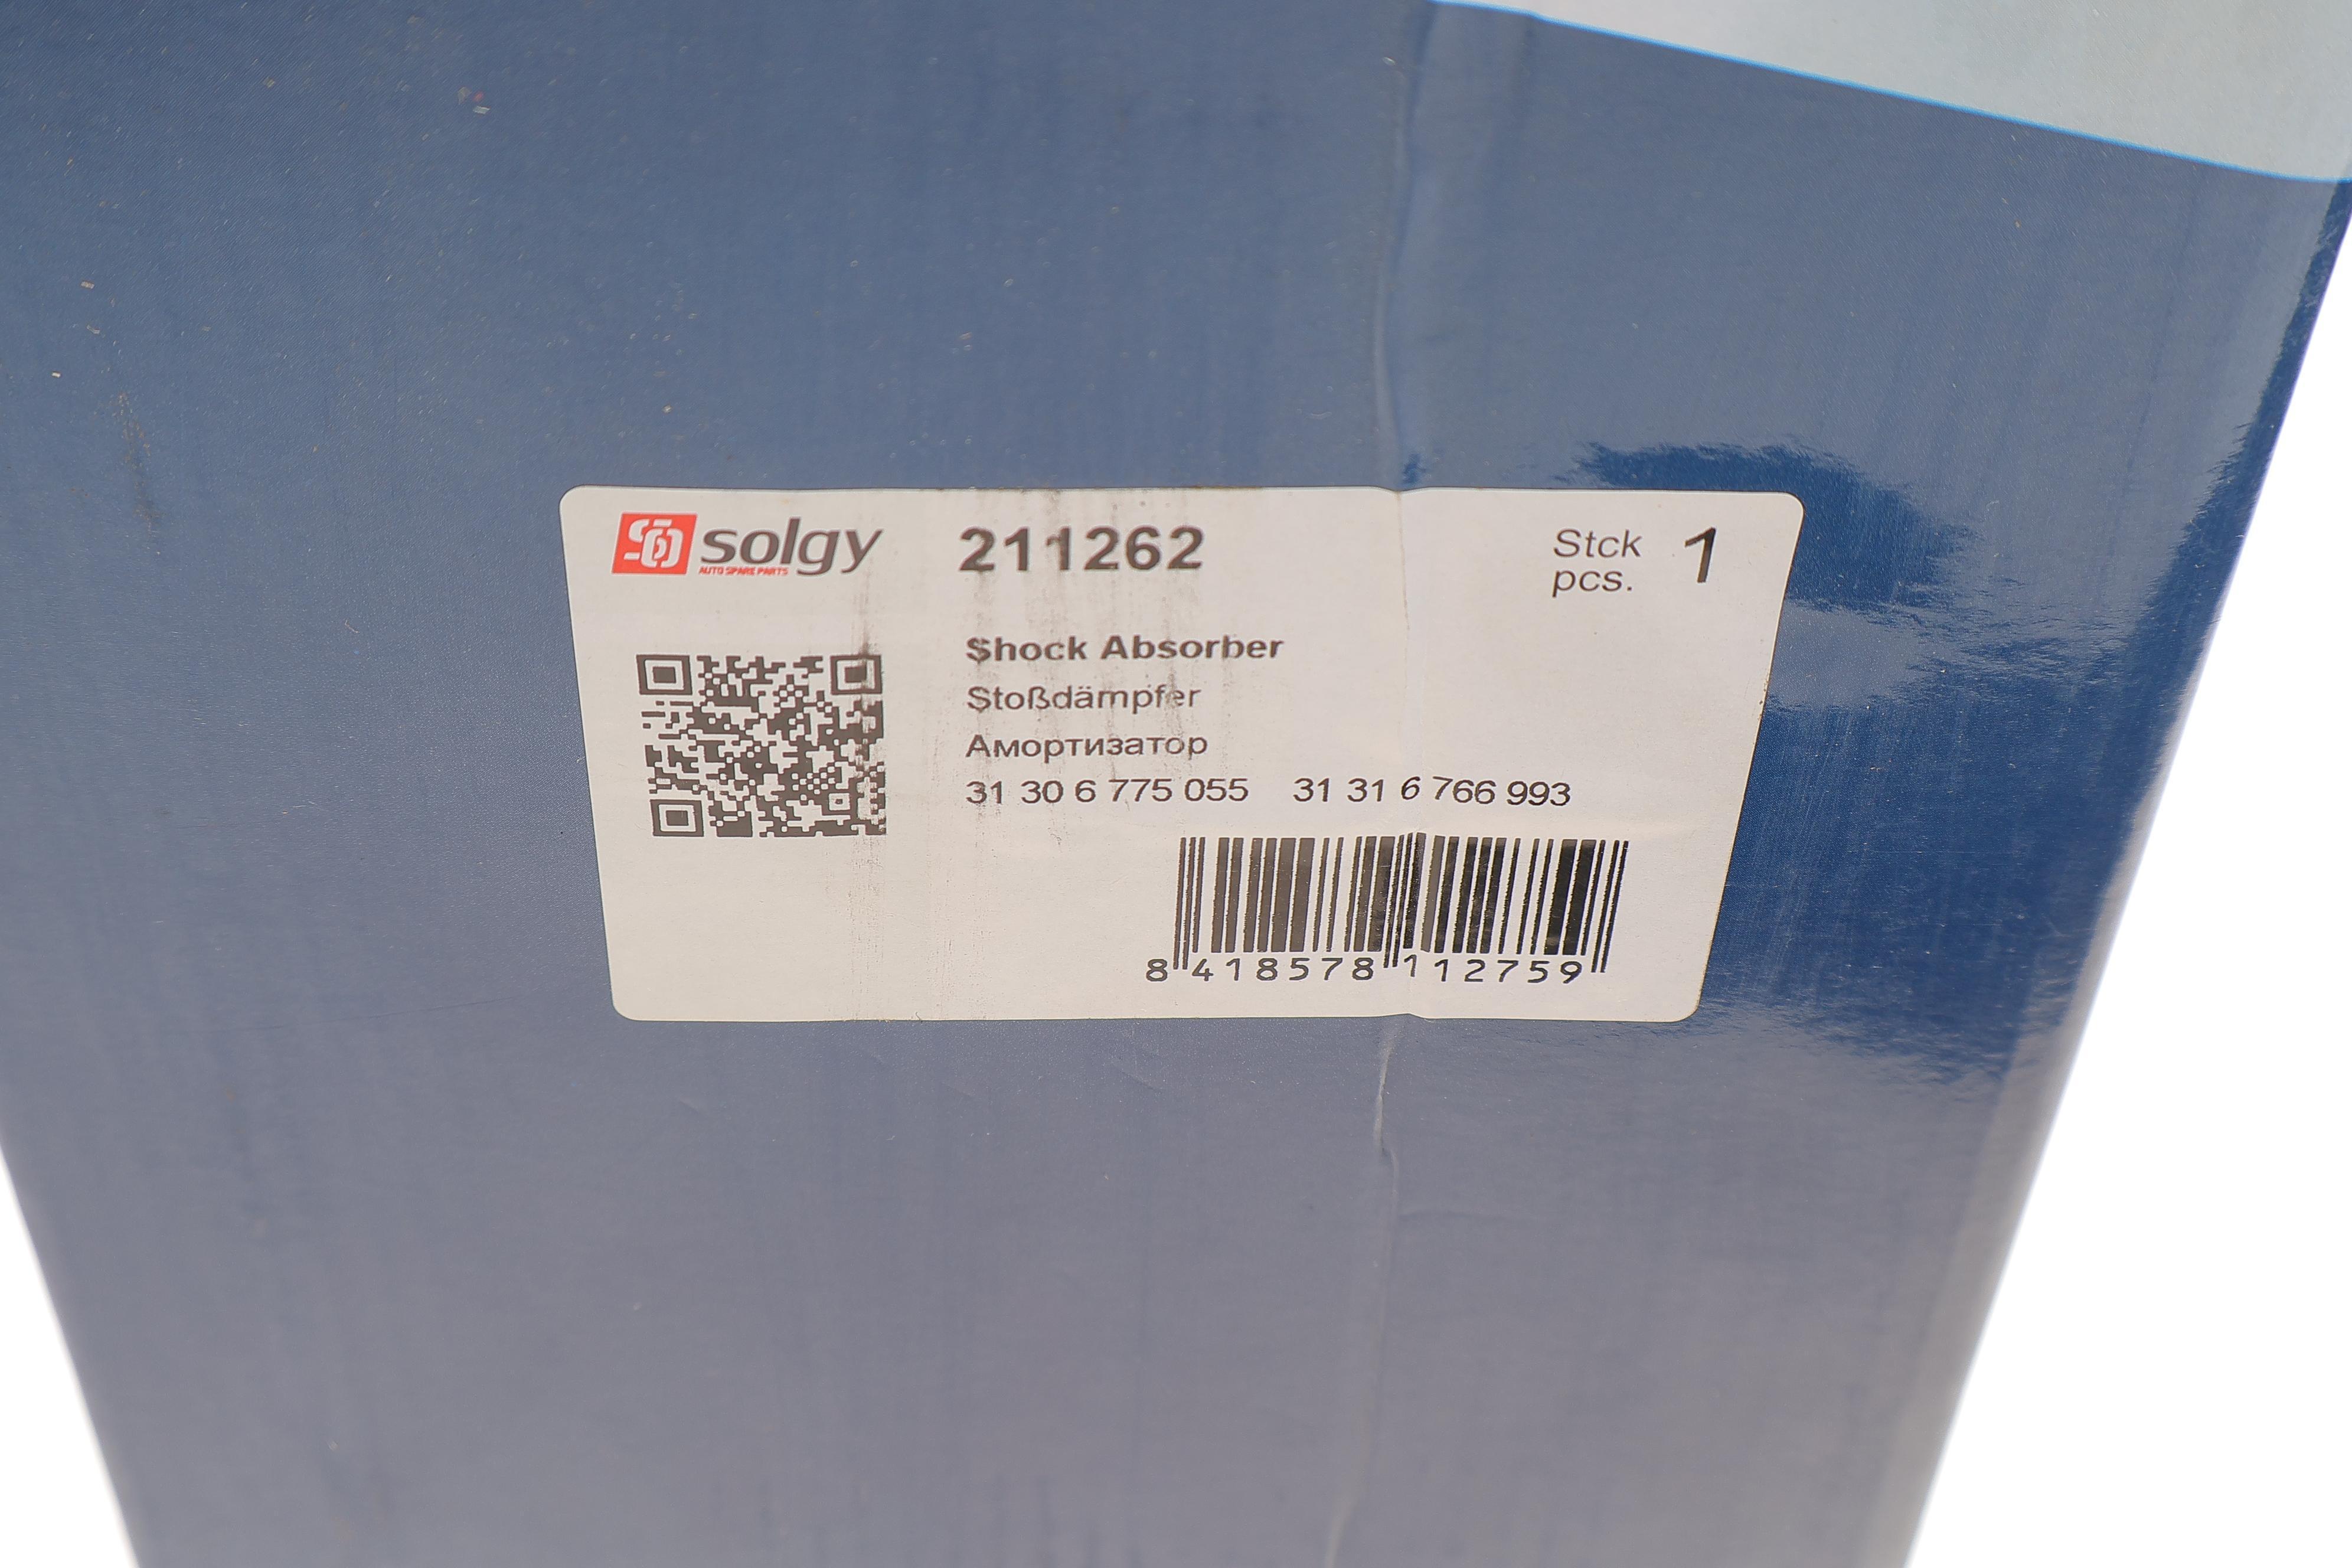 solgy
AUTO SPARE PARTS
211262
Stck
pcs. 1
Shock Absorber
Stoßdämpfer
Амортизатор
31 30 6 775 055 31 31 6 766 993
8 418578 112759